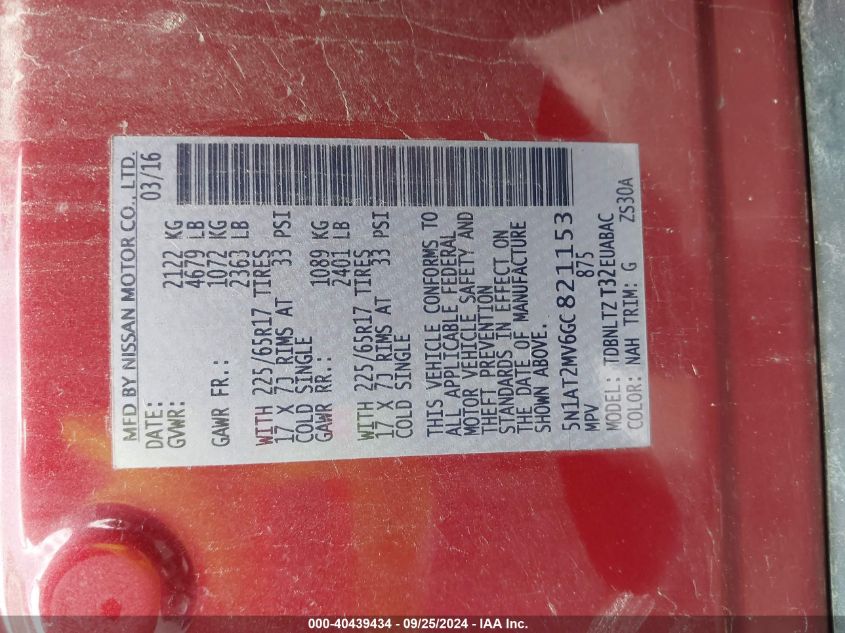 MFD BY NISSAN MOTOR CO., LTD.
DATE: 03/16
GVWR: 2122 KG
4679 LB
GAWR FR.: 1072 KG
2363 LB
WITH 225/65R17 TIRES
17 X 7J RIMS AT 33 PSI
COLD SINGLE
GAWR RR.: 1089 KG
2401 LB
WITH 225/65R17 TIRES
17 X 7J RIMS AT 33 PSI
COLD SINGLE
THIS VEHICLE CONFORMS TO
ALL APPLICABLE FEDERAL
MOTOR VEHICLE SAFETY AND
THEFT PREVENTION
STANDARDS IN EFFECT ON
THE DATE OF MANUFACTURE
SHOWN ABOVE.
5N1AT2MV6GC821153
MPV 875
MODEL: TDBNLTZ T32EUABAC
COLOR: NAH TRIM: G ZS30A
000-40439434 - 09/25/2024 - IAA Inc.